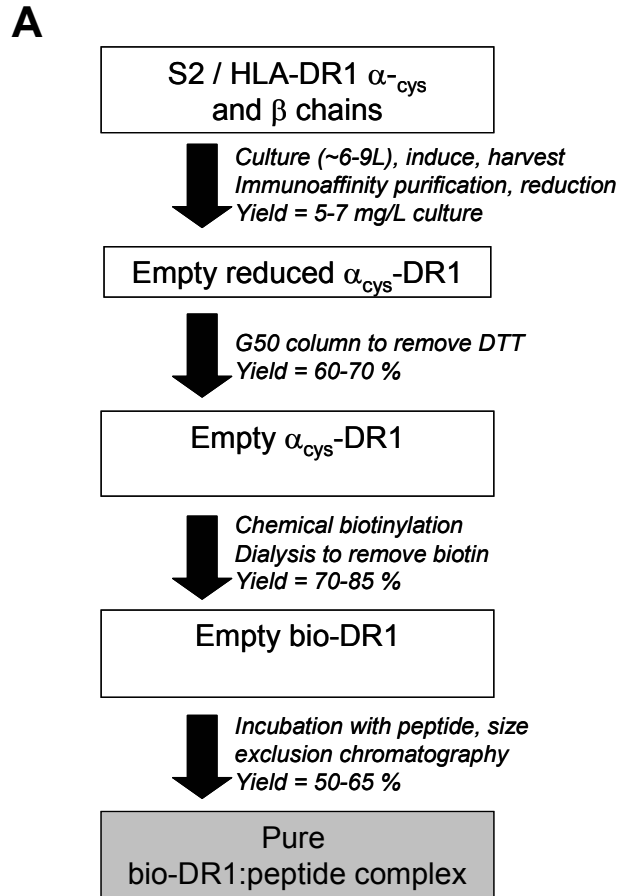 A
S2 / HLA-DR1 α-cys
and β chains
Culture (~6-9L), induce, harvest
Immunoaffinity purification, reduction
Yield = 5-7 mg/L culture
Empty reduced αcys-DR1
G50 column to remove DTT
Yield = 60-70 %
Empty αcys-DR1
Chemical biotinylation
Dialysis to remove biotin
Yield = 70-85 %
Empty bio-DR1
Incubation with peptide, size
exclusion chromatography
Yield = 50-65 %
Pure
bio-DR1:peptide complex